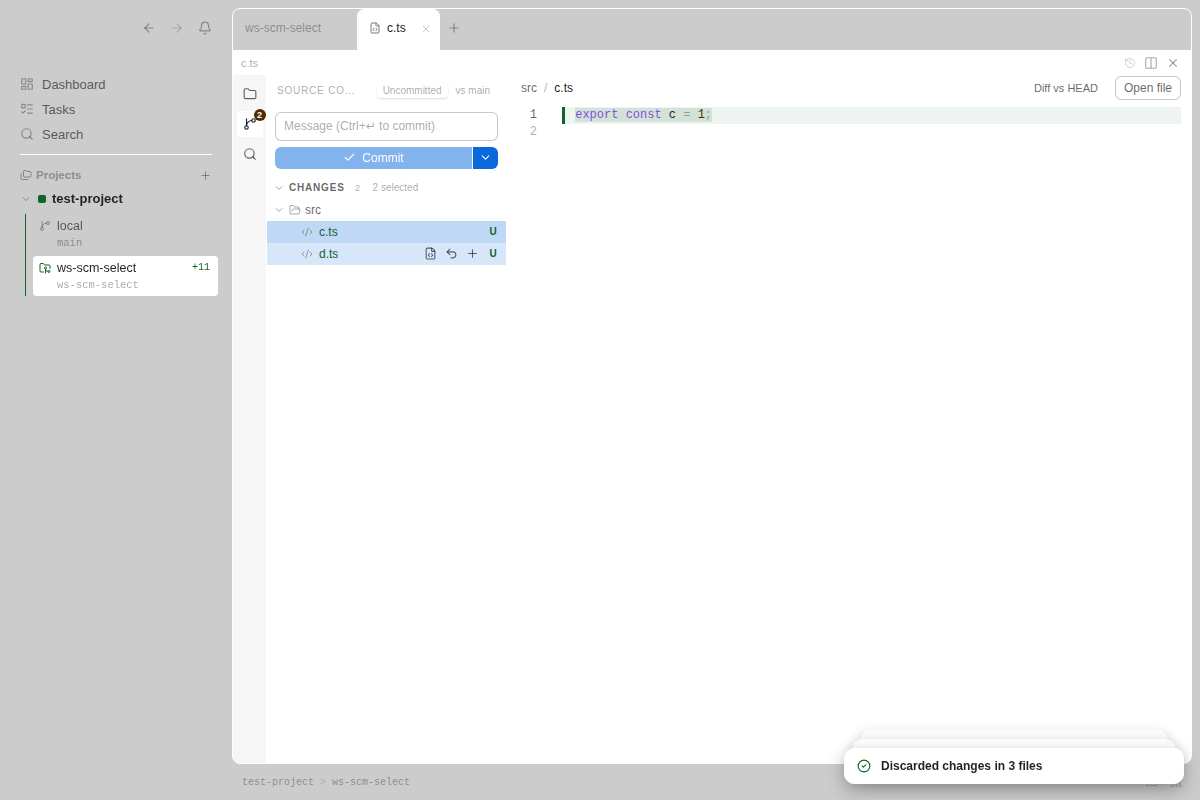 ws-scm-select
c.ts
Dashboard
Tasks
Search
Projects
test-project
local
main
ws-scm-select
+11
ws-scm-select
c.ts
SOURCE CO...
Uncommitted
vs main
2
Message (Ctrl+↵ to commit)
Commit
CHANGES 2 2 selected
src
c.ts U
d.ts U
src / c.ts
Diff vs HEAD
Open file
1 export const c = 1;
2
test-project > ws-scm-select
Discarded changes in 3 files